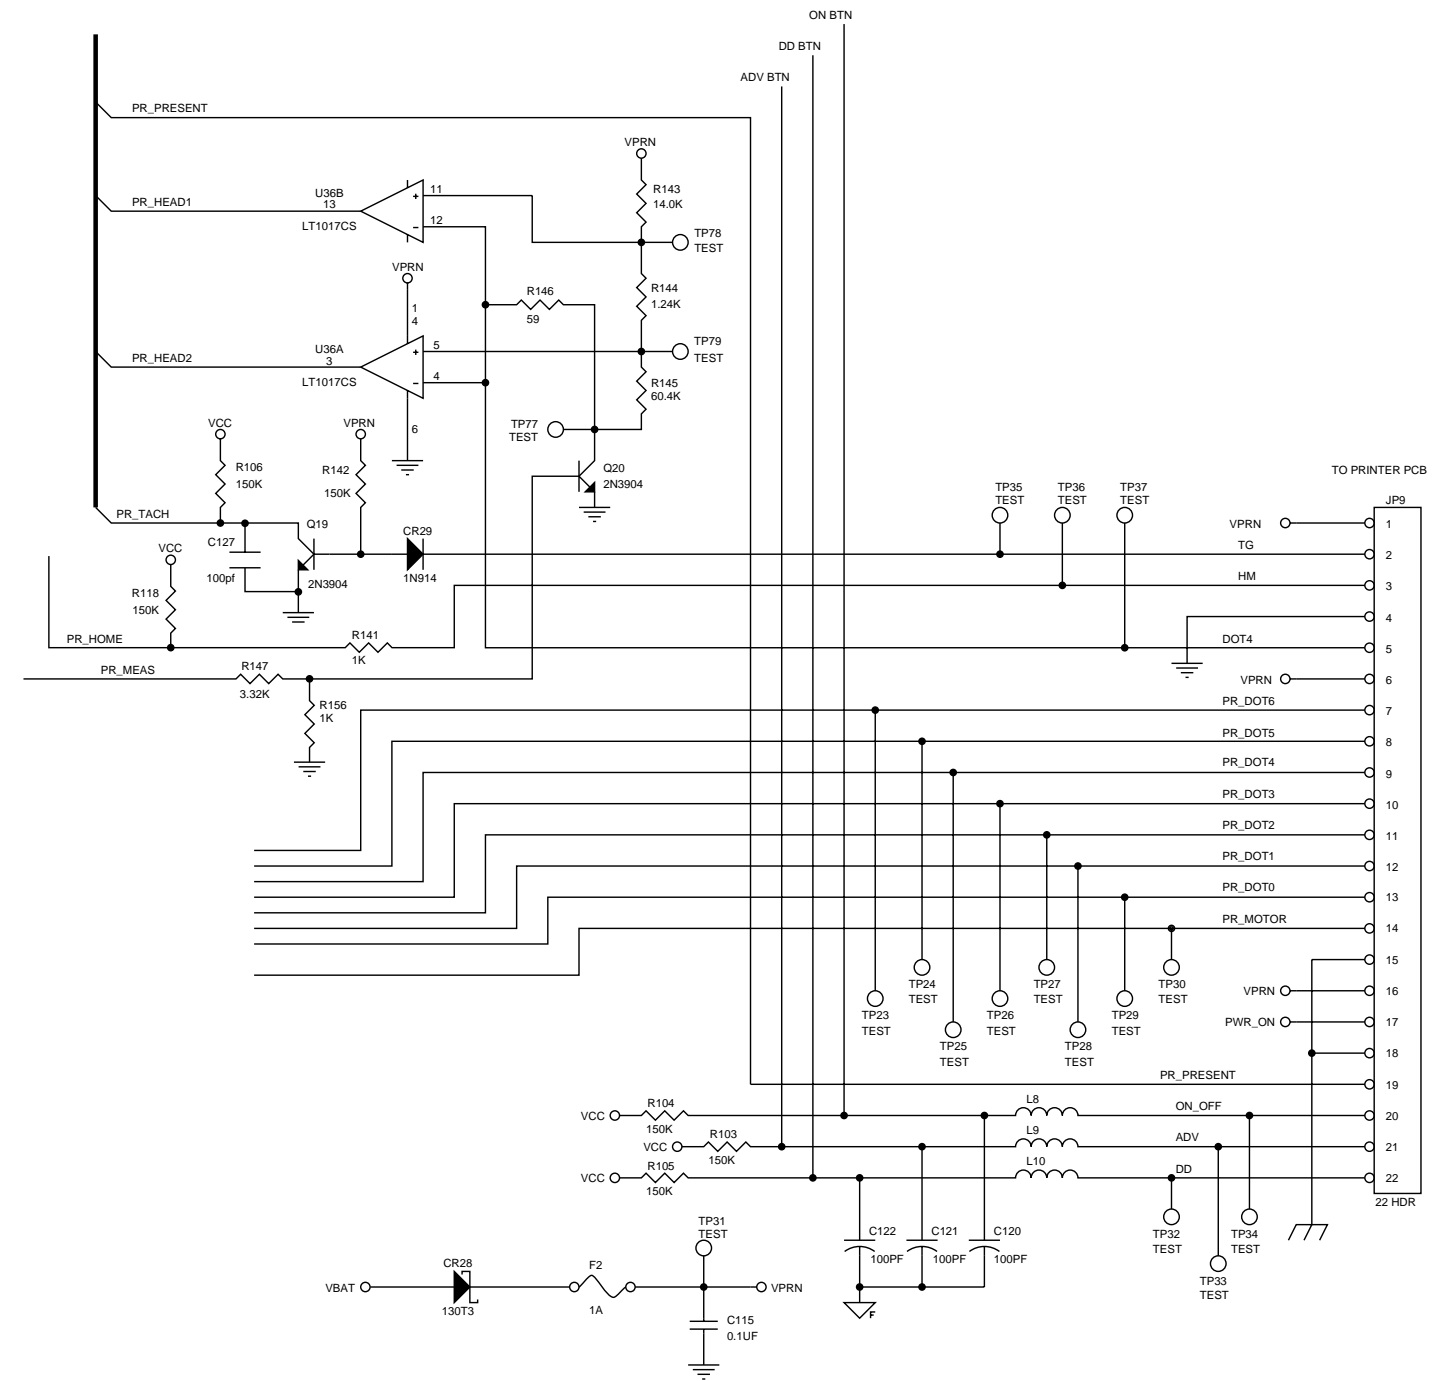 ON BTN
DD BTN
ADV BTN
PR_PRESENT
VPRN
R143
14.0K
U36B
13
LT1017CS
+
11
-
12
PR_HEAD1
TP78
TEST
VPRN
1
4
R146
59
R144
1.24K
U36A
3
LT1017CS
+
5
-
4
6
PR_HEAD2
TP79
TEST
R145
60.4K
TP77
TEST
VCC
R106
150K
VPRN
R142
150K
Q20
2N3904
TO PRINTER PCB
JP9
PR_TACH
Q19
2N3904
C127
100pf
CR29
1N914
TP35
TEST
TP36
TEST
TP37
TEST
VPRN
1
TG
2
HM
3
4
DOT4
5
VPRN
6
VCC
R118
150K
PR_HOME
R141
1K
PR_MEAS
R147
3.32K
R156
1K
PR_DOT6
7
PR_DOT5
8
PR_DOT4
9
PR_DOT3
10
PR_DOT2
11
PR_DOT1
12
PR_DOT0
13
PR_MOTOR
14
15
VPRN
16
PWR_ON
17
18
PR_PRESENT
19
TP23
TEST
TP24
TEST
TP25
TEST
TP26
TEST
TP27
TEST
TP28
TEST
TP29
TEST
TP30
TEST
VCC
R104
150K
L8
ON_OFF
20
VCC
R103
150K
L9
ADV
21
VCC
R105
150K
L10
DD
22
22 HDR
C122
100PF
C121
100PF
C120
100PF
F
TP32
TEST
TP33
TEST
TP34
TEST
TP31
TEST
VBAT
CR28
130T3
F2
1A
VPRN
C115
0.1UF